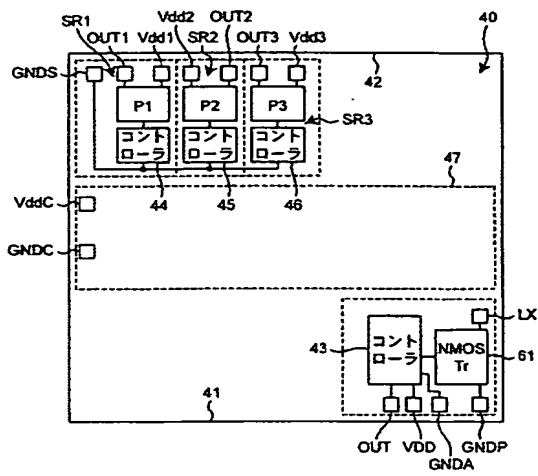 SR1 OUT1 Vdd1 Vdd2 SR2 OUT2 OUT3 Vdd3 40
GNDS 42
P1 P2 P3
SR3
コント
ローラ
コント
ローラ
コント
ローラ
44 45 46 47
VddC
GNDC
LX
43
コント
ローラ
NMOS
Tr
61
41
OUT VDD GNDA GNDP